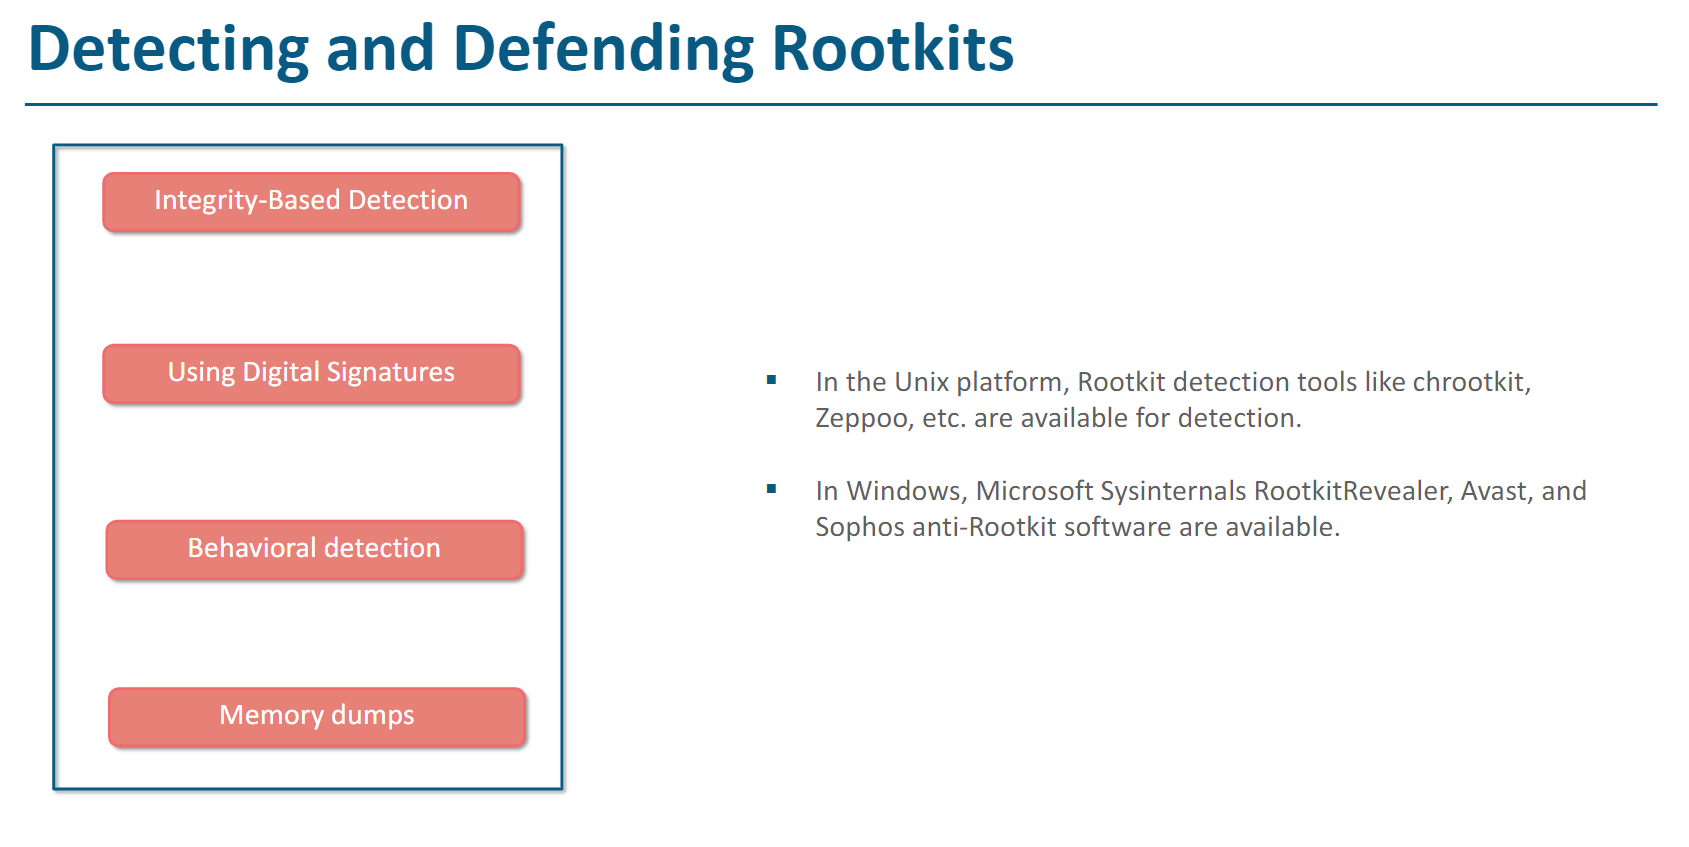 Detecting and Defending Rootkits
Integrity-Based Detection
Using Digital Signatures
Behavioral detection
Memory dumps
▪ In the Unix platform, Rootkit detection tools like chrootkit,
Zeppoo, etc. are available for detection.
▪ In Windows, Microsoft Sysinternals RootkitRevealer, Avast, and
Sophos anti-Rootkit software are available.